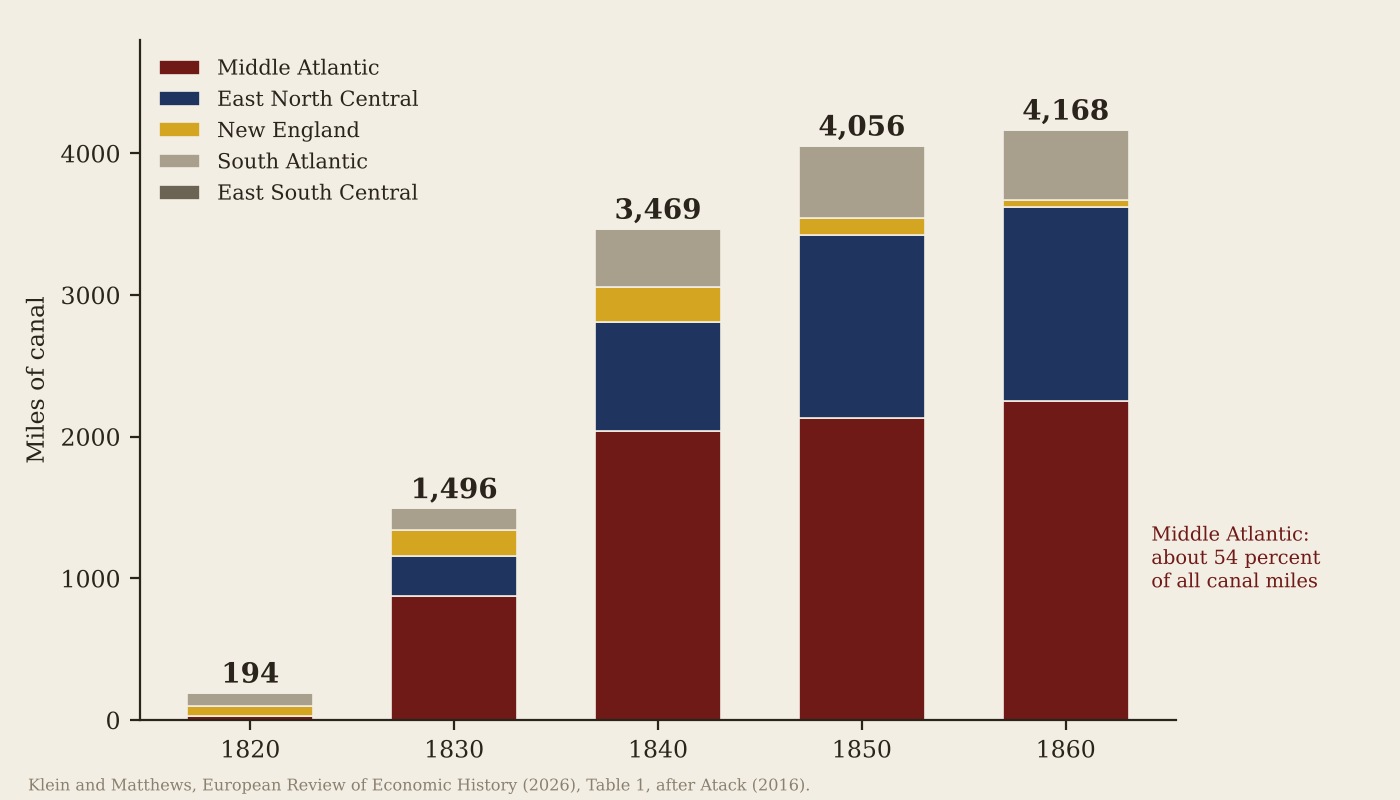 Middle Atlantic
East North Central
New England
South Atlantic
East South Central
4,168
4,056
3,469
1,496
194
4000
3000
2000
1000
0
Miles of canal
Middle Atlantic:
about 54 percent
of all canal miles
1820
1830
1840
1850
1860
Klein and Matthews, European Review of Economic History (2026), Table 1, after Atack (2016).